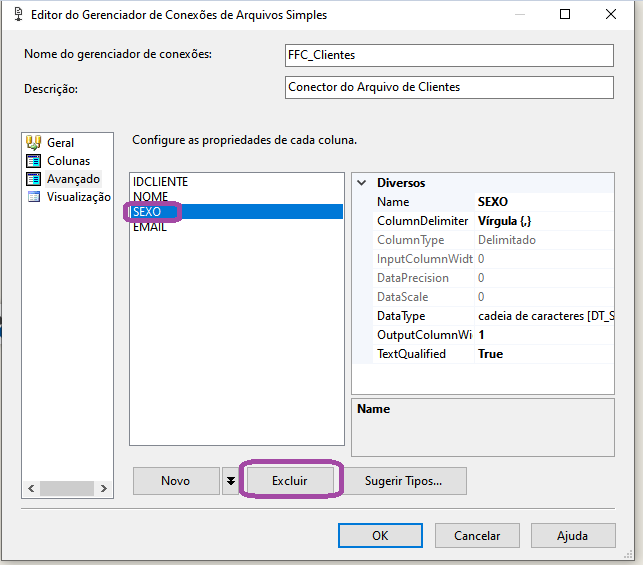 Editor do Gerenciador de Conexões de Arquivos Simples
Nome do gerenciador de conexões:
FFC_Clientes
Descrição:
Conector do Arquivo de Clientes
Geral
Colunas
Avançado
Visualização
Configure as propriedades de cada coluna.
IDCLIENTE
NOME
SEXO
EMAIL
Diversos
Name SEXO
ColumnDelimiter Vírgula {,}
ColumnType Delimitado
InputColumnWidt 0
DataPrecision 0
DataScale 0
DataType cadeia de caracteres [DT_S
OutputColumnWi 1
TextQualified True
Name
Novo
Excluir
Sugerir Tipos...
OK
Cancelar
Ajuda